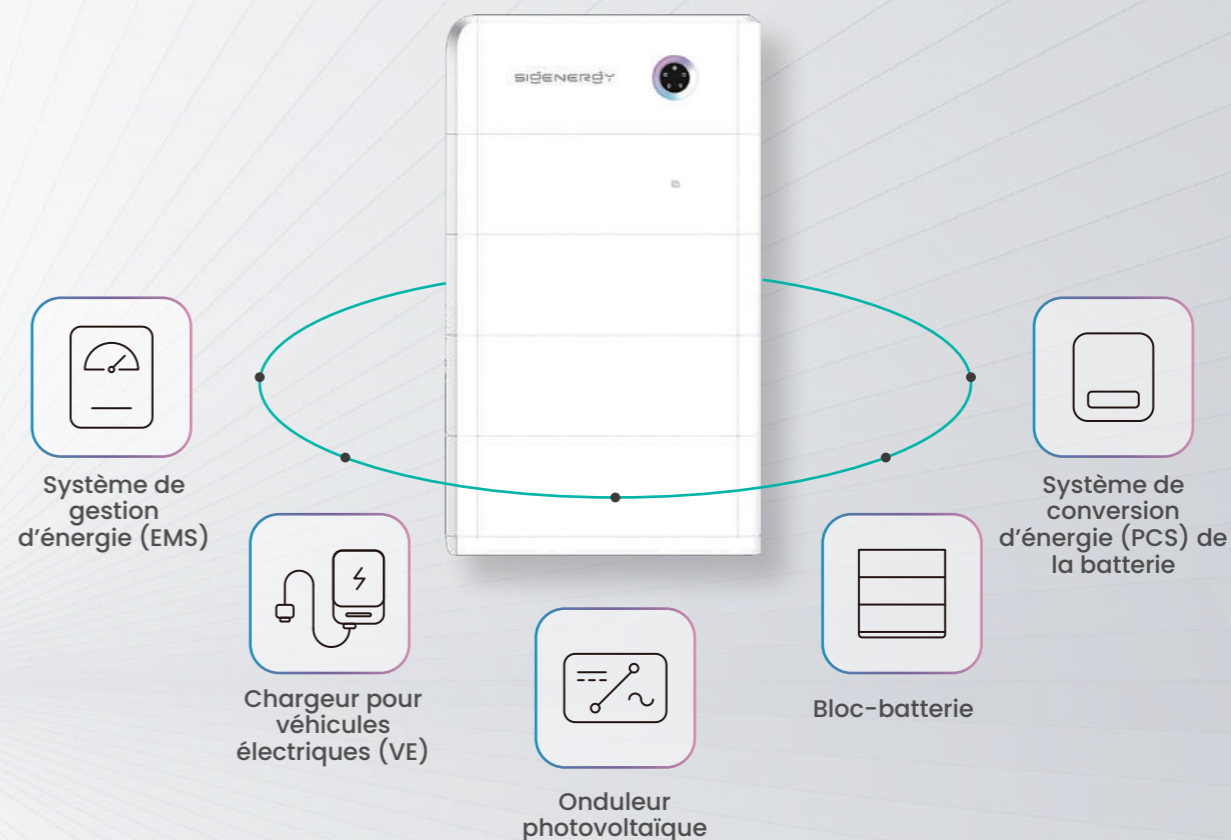 SIGENERGY
Système de
gestion
d'énergie (EMS)
Chargeur pour
véhicules
électriques (VE)
Onduleur
photovoltaïque
Bloc-batterie
Système de
conversion
d'énergie (PCS) de
la batterie